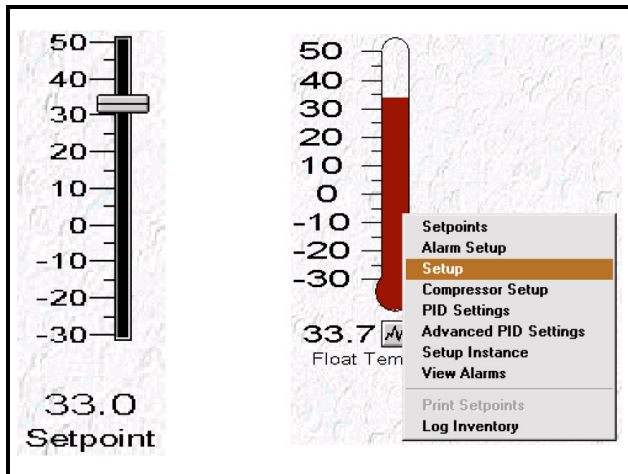 50
40
30
20
10
0
-10
-20
-30
33.0
Setpoint
50
40
30
20
10
0
-10
-20
-30
33.7
Float Tem
Setpoints
Alarm Setup
Setup
Compressor Setup
PID Settings
Advanced PID Settings
Setup Instance
View Alarms
Print Setpoints
Log Inventory